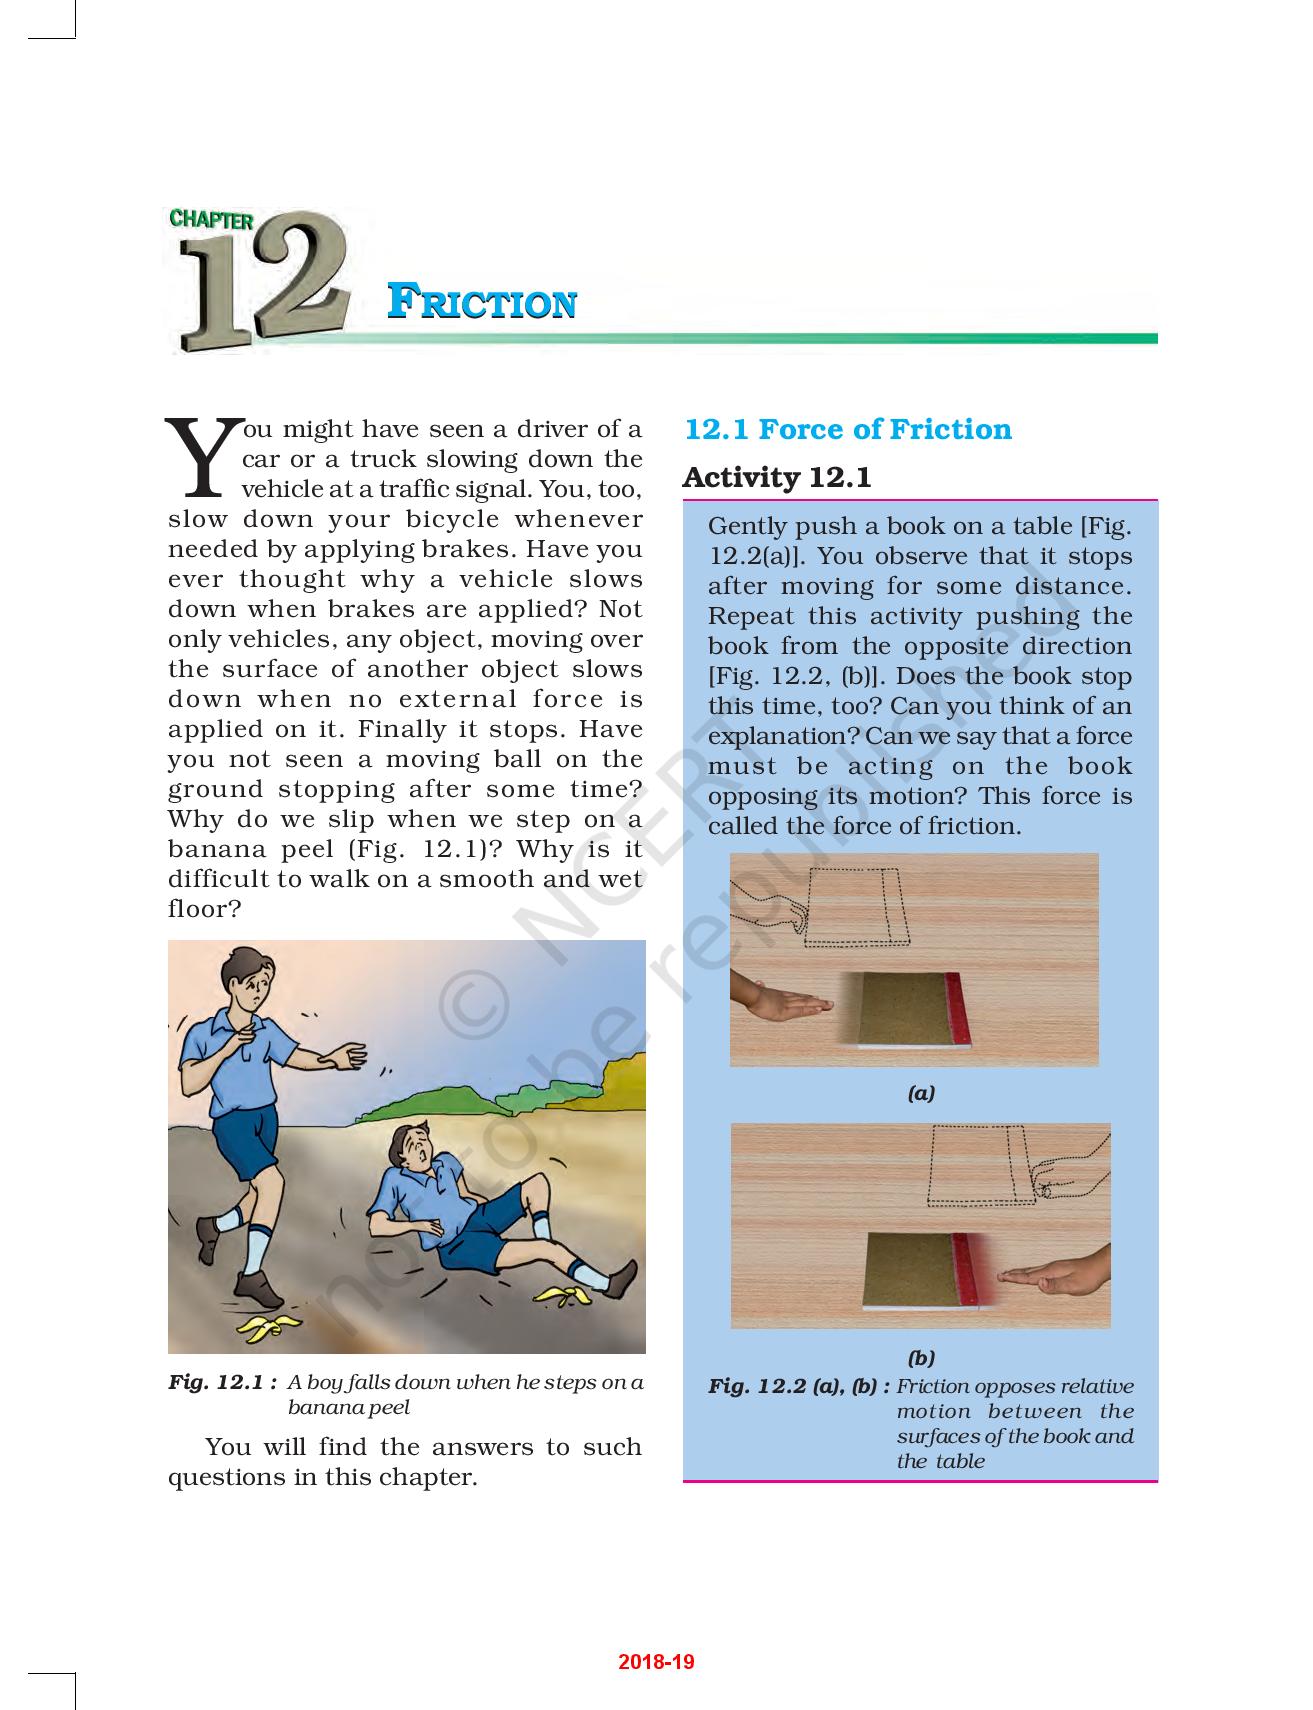 CHAPTER
12
FRICTION
You might have seen a driver of a
car or a truck slowing down the
vehicle at a traffic signal. You, too,
slow down your bicycle whenever
needed by applying brakes. Have you
ever thought why a vehicle slows
down when brakes are applied? Not
only vehicles, any object, moving over
the surface of another object slows
down when no external force is
applied on it. Finally it stops. Have
you not seen a moving ball on the
ground stopping after some time?
Why do we slip when we step on a
banana peel (Fig. 12.1)? Why is it
difficult to walk on a smooth and wet
floor?
Fig. 12.1 : A boy falls down when he steps on a
banana peel
You will find the answers to such
questions in this chapter.
12.1 Force of Friction
Activity 12.1
Gently push a book on a table [Fig.
12.2(a)]. You observe that it stops
after moving for some distance.
Repeat this activity pushing the
book from the opposite direction
[Fig. 12.2, (b)]. Does the book stop
this time, too? Can you think of an
explanation? Can we say that a force
must be acting on the book
opposing its motion? This force is
called the force of friction.
(a)
(b)
Fig. 12.2 (a), (b) : Friction opposes relative
motion between the
surfaces of the book and
the table
© NCERT
not to be republished
2018-19